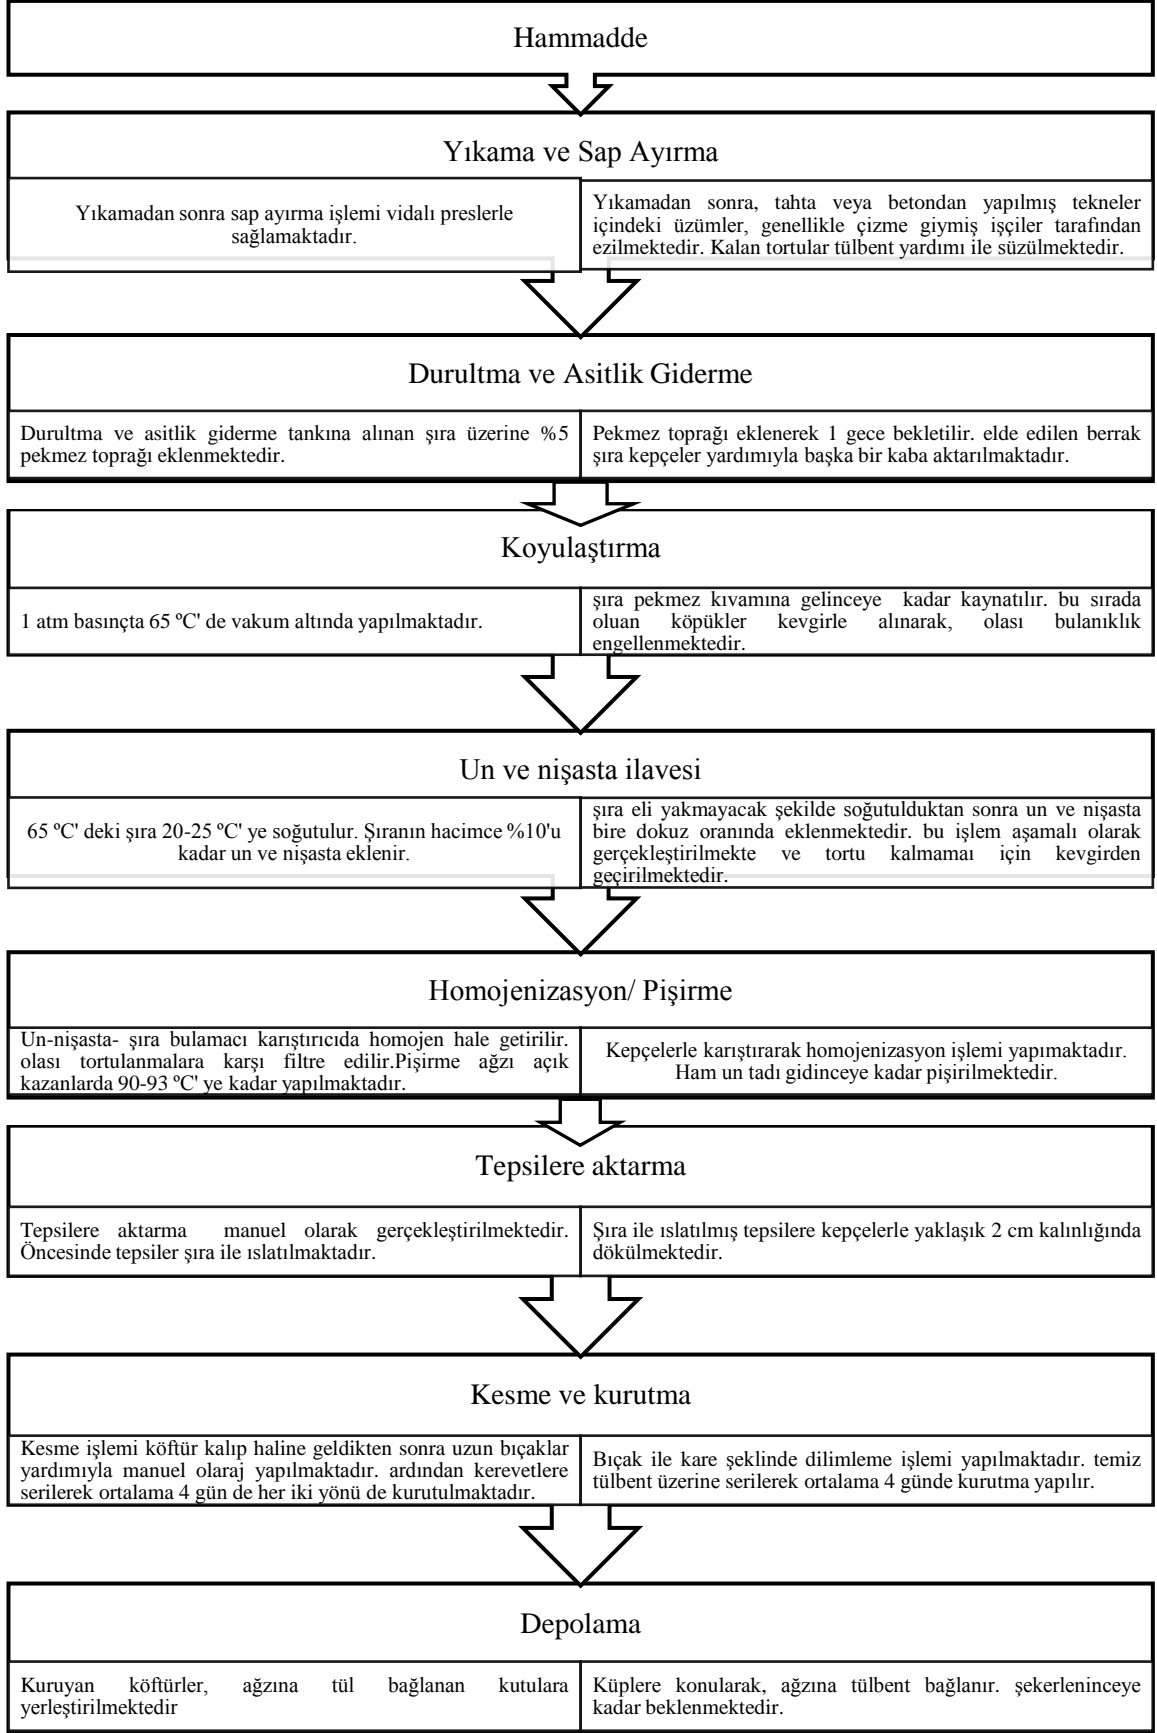 Hammadde
Yıkama ve Sap Ayırma
Yıkamadan sonra sap ayırma işlemi vidalı preslerle
sağlamaktadır.
Yıkamadan sonra, tahta veya betondan yapılmış tekneler
içindeki üzümler, genellikle çizme giymiş işçiler tarafından
ezilmektedir. Kalan tortular tülbent yardımı ile süzülmektedir.
Durultma ve Asitlik Giderme
Durultma ve asitlik giderme tankına alınan şıra üzerine %5
pekmez toprağı eklenmektedir.
Pekmez toprağı eklenerek 1 gece bekletilir. elde edilen berrak
şıra kepçeler yardımıyla başka bir kaba aktarılmaktadır.
Koyulaştırma
1 atm basınçta 65 ºC' de vakum altında yapılmaktadır.
şıra pekmez kıvamına gelinceye kadar kaynatılır. bu sırada
oluan köpükler kevgirle alınarak, olası bulanıklık
engellenmektedir.
Un ve nişasta ilavesi
65 ºC' deki şıra 20-25 ºC' ye soğutulur. Şıranın hacimce %10'u
kadar un ve nişasta eklenir.
şıra eli yakmayacak şekilde soğutulduktan sonra un ve nişasta
bire dokuz oranında eklenmektedir. bu işlem aşamalı olarak
gerçekleştirilmekte ve tortu kalmamaı için kevgirden
geçirilmektedir.
Homojenizasyon/ Pişirme
Un-nişasta- şıra bulamacı karıştırıcıda homojen hale getirilir.
olası tortulanmalara karşı filtre edilir.Pişirme ağzı açık
kazanlarda 90-93 ºC' ye kadar yapılmaktadır.
Kepçelerle karıştırarak homojenizasyon işlemi yapımaktadır.
Ham un tadı gidinceye kadar pişirilmektedir.
Tepsilere aktarma
Tepsilere aktarma manuel olarak gerçekleştirilmektedir.
Öncesinde tepsiler şıra ile ıslatılmaktadır.
Şıra ile ıslatılmış tepsilere kepçelerle yaklaşık 2 cm kalınlığında
dökülmektedir.
Kesme ve kurutma
Kesme işlemi köftür kalıp haline geldikten sonra uzun bıçaklar
yardımıyla manuel olaraj yapılmaktadır. ardından kerevetlere
serilerek ortalama 4 gün de her iki yönü de kurutulmaktadır.
Bıçak ile kare şeklinde dilimleme işlemi yapılmaktadır. temiz
tülbent üzerine serilerek ortalama 4 günde kurutma yapılır.
Depolama
Kuruyan köftürler, ağzına tül bağlanan kutulara
yerleştirilmektedir
Küplere konularak, ağzına tülbent bağlanır. şekerleninceye
kadar beklenmektedir.